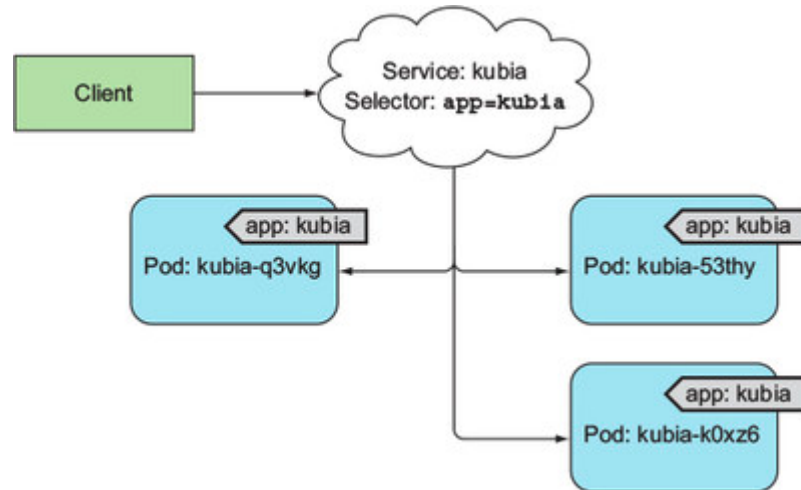 Client
Service: kubia
Selector: app=kubia
app: kubia
Pod: kubia-q3vkg
app: kubia
Pod: kubia-53thy
app: kubia
Pod: kubia-k0xz6